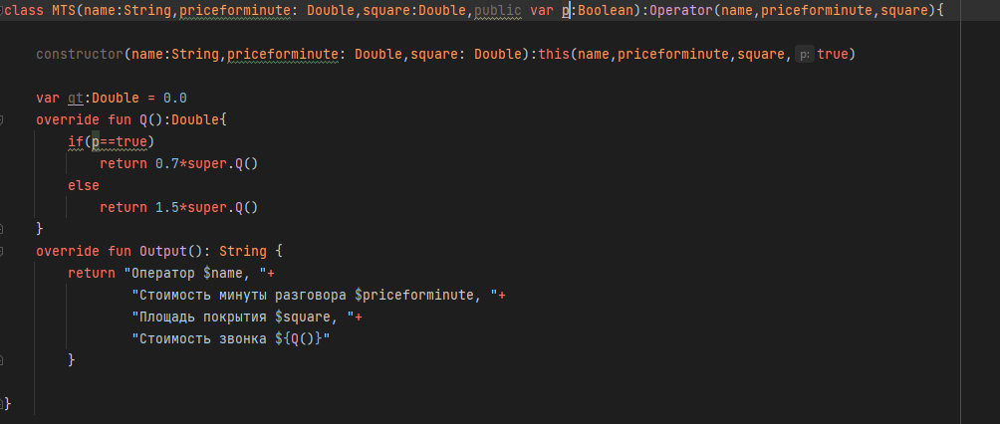 class MTS(name:String,priceforminute: Double,square:Double,public var p:Boolean):Operator(name,priceforminute,square){
constructor(name:String,priceforminute: Double,square: Double):this(name,priceforminute,square, p: true)
var gt:Double = 0.0
override fun Q():Double{
if(p==true)
return 0.7*super.Q()
else
return 1.5*super.Q()
}
override fun Output(): String {
return "Оператор $name, "+
"Стоимость минуты разговора $priceforminute, "+
"Площадь покрытия $square, "+
"Стоимость звонка ${Q()}"
}
}